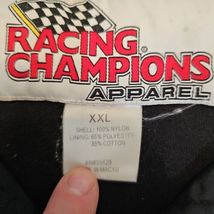 RACING
CHAMPIONS
APPAREL
XXL
SHELL: 100% NYLON
LINING: 65% POLYESTER
35% COTTON